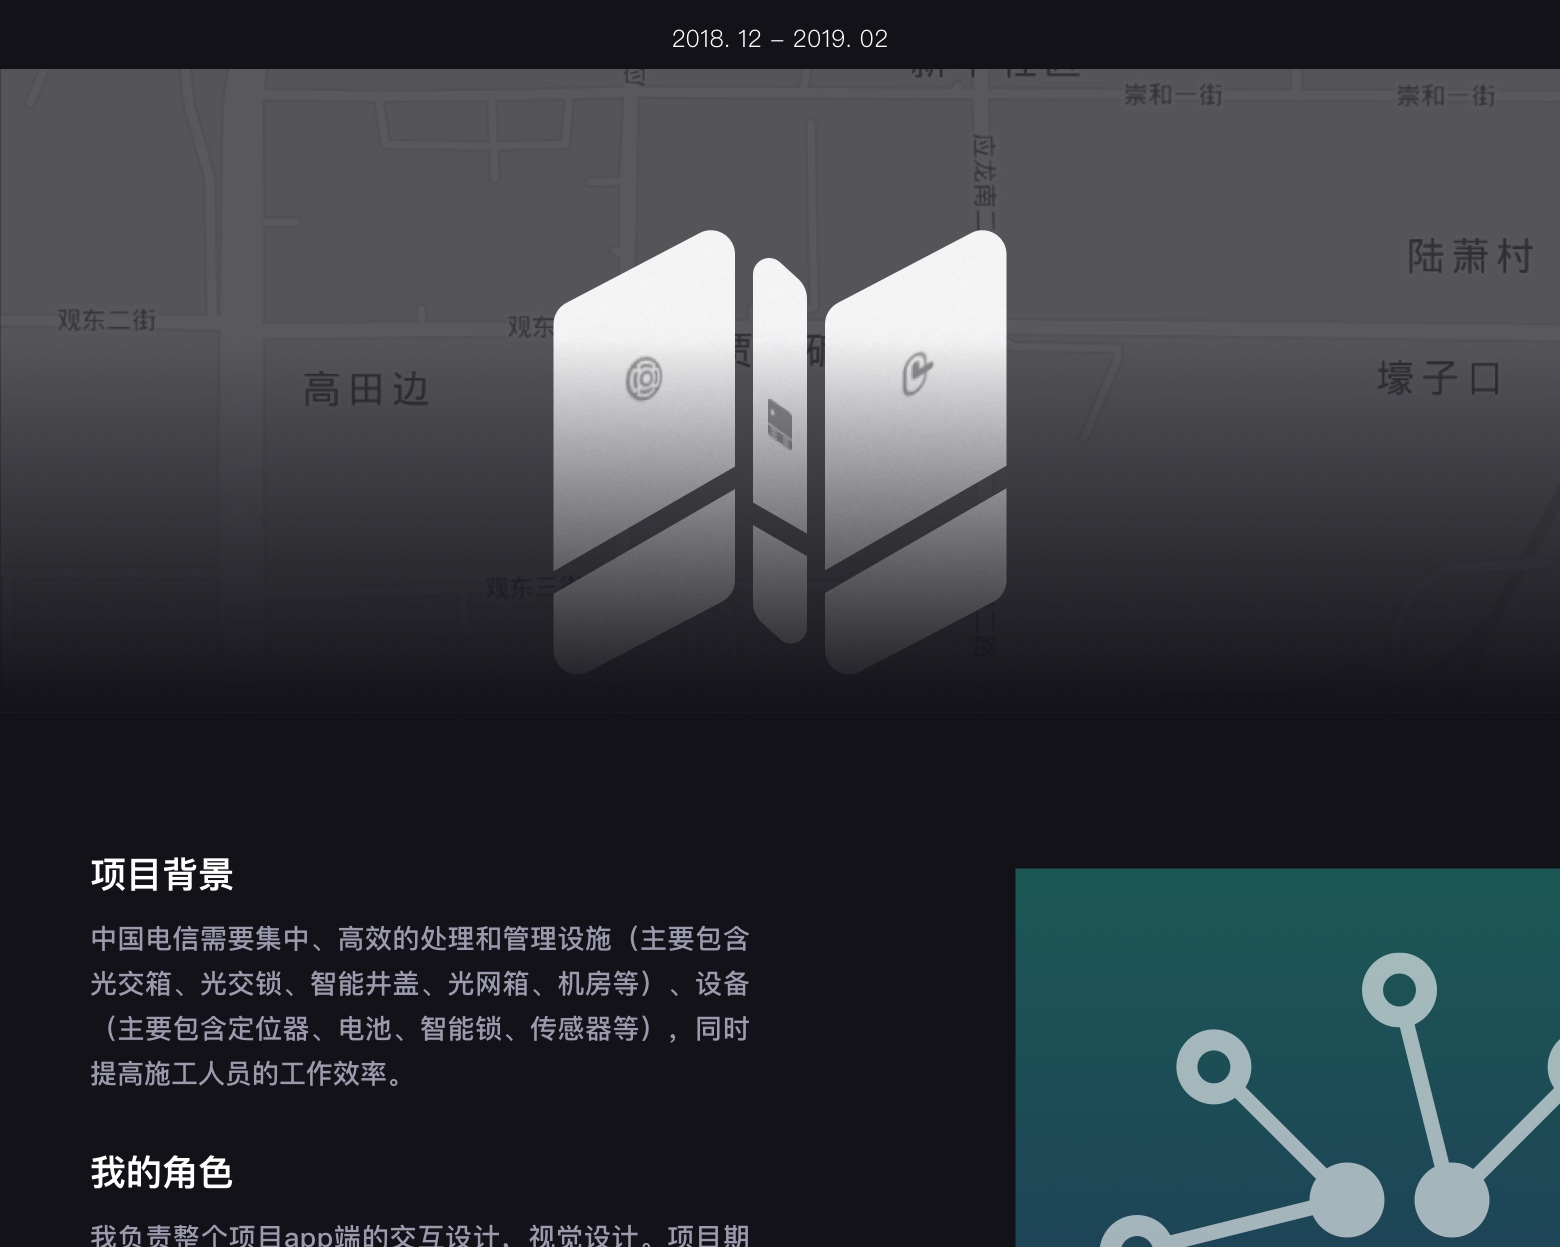 2018. 12 – 2019. 02
崇和一街
崇和一街
应龙南二
陆萧村
观东二街
观东
高田边
壕子口
观东三街
二路
项目背景
中国电信需要集中、高效的处理和管理设施（主要包含
光交箱、光交锁、智能井盖、光网箱、机房等）、设备
（主要包含定位器、电池、智能锁、传感器等），同时
提高施工人员的工作效率。
我的角色
我负责整个项目app端的交互设计，视觉设计。项目期